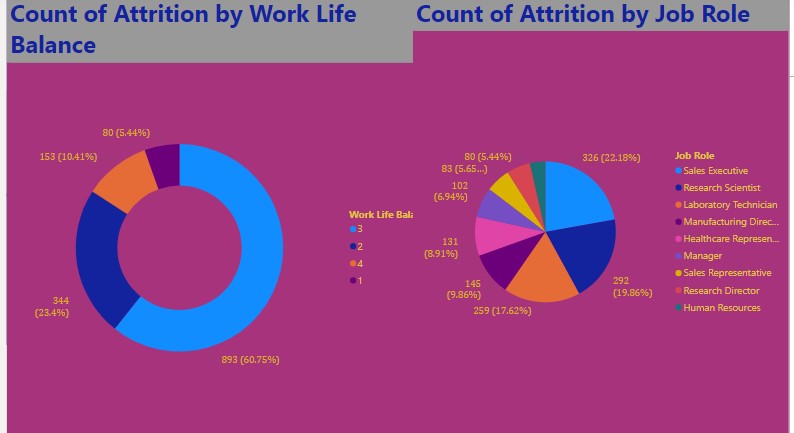 Count of Attrition by Work Life
Balance
80 (5.44%)
153 (10.41%)
344
(23.4%)
893 (60.75%)
Work Life Bala
3
2
4
1
Count of Attrition by Job Role
80 (5.44%)
83 (5.65...)
102
(6.94%)
131
(8.91%)
145
(9.86%)
259 (17.62%)
292
(19.86%)
326 (22.18%)
Job Role
Sales Executive
Research Scientist
Laboratory Technician
Manufacturing Direc...
Healthcare Represen...
Manager
Sales Representative
Research Director
Human Resources